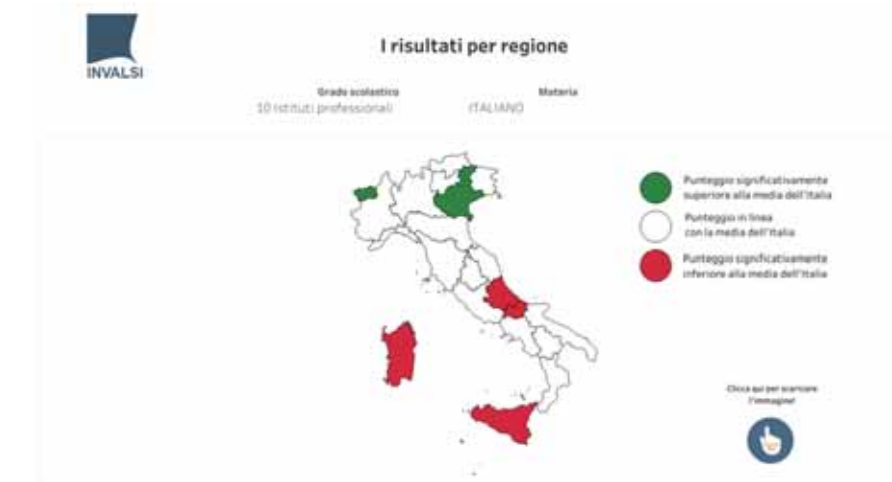 INVALSI
I risultati per regione
Grado scolastico
10 Istituti professionali
Materia
ITALIANO
Punteggio significativamente
superiore alla media dell'Italia
Punteggio in linea
con la media dell'Italia
Punteggio significativamente
inferiore alla media dell'Italia
Clicca qui per scaricare
l'immagine!